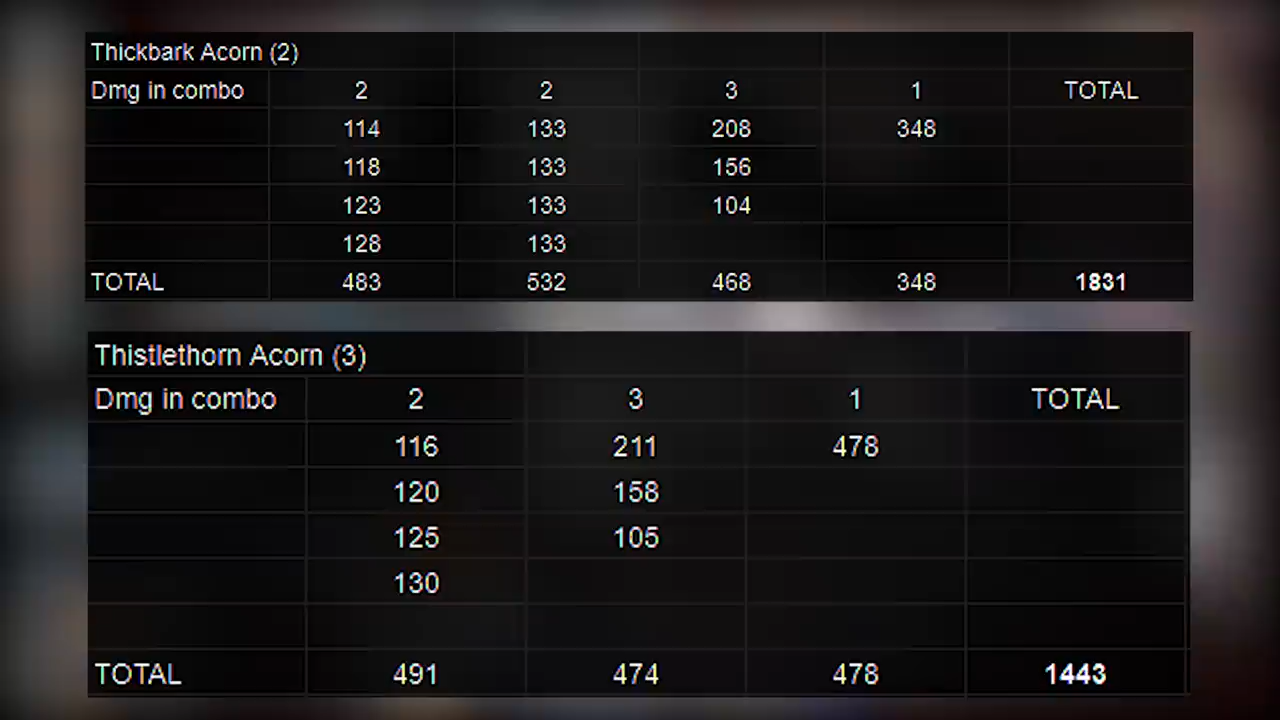 Thickbark Acorn (2)
Dmg in combo 2 2 3 1 TOTAL
114 133 208 348
118 133 156
123 133 104
128 133
TOTAL 483 532 468 348 1831
Thistlethorn Acorn (3)
Dmg in combo 2 3 1 TOTAL
116 211 478
120 158
125 105
130
TOTAL 491 474 478 1443